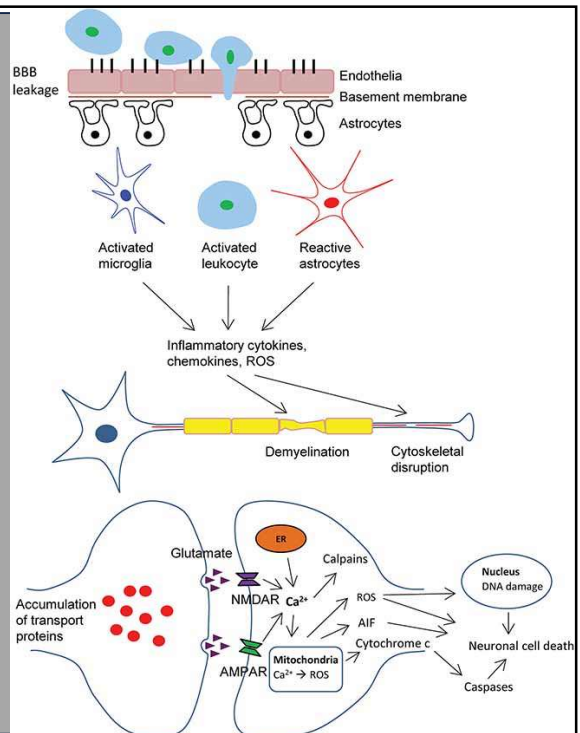 BBB
leakage
Endothelia
Basement membrane
Astrocytes
Activated
microglia
Activated
leukocyte
Reactive
astrocytes
Inflammatory cytokines,
chemokines, ROS
Demyelination
Cytoskeletal
disruption
Accumulation
of transport
proteins
Glutamate
NMDAR
AMPAR
ER
Ca²⁺
Mitochondria
Ca²⁺ → ROS
Calpains
ROS
AIF
Cytochrome c
Nucleus
DNA damage
Neuronal cell death
Caspases